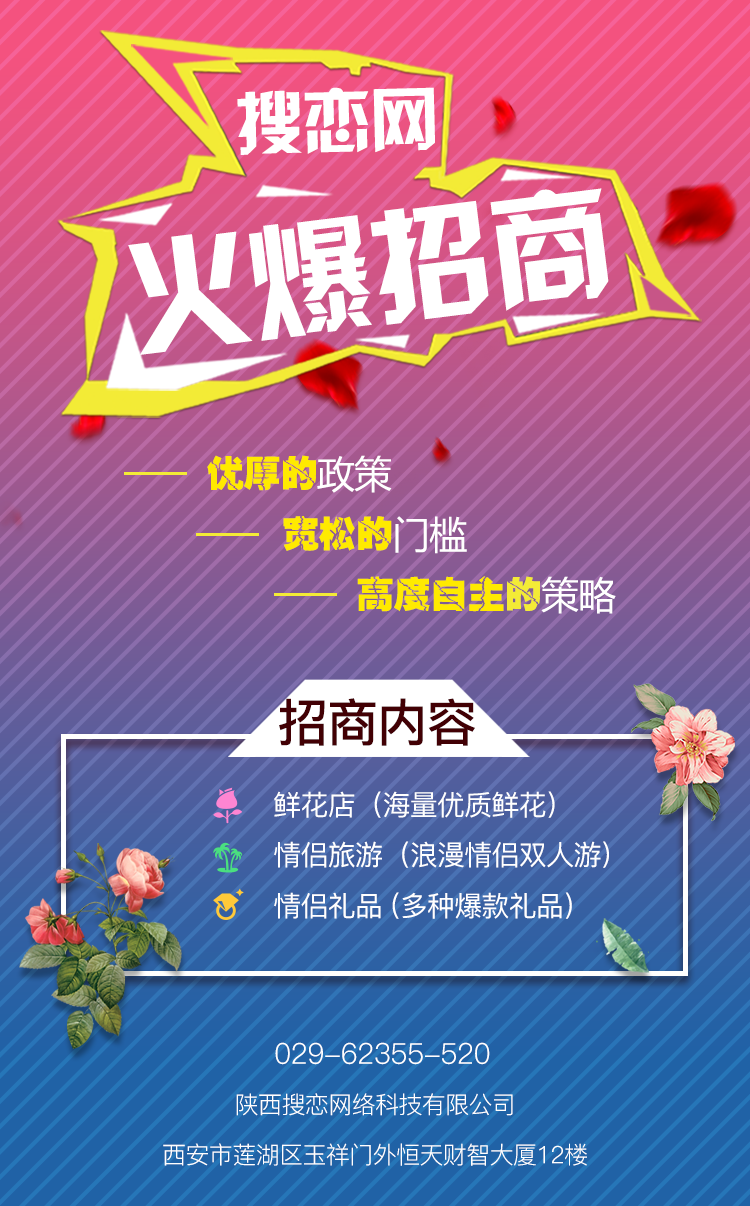 搜恋网
火爆招商
优厚的政策
宽松的门槛
高度自主的策略
招商内容
鲜花店（海量优质鲜花）
情侣旅游（浪漫情侣双人游）
情侣礼品（多种爆款礼品）
029-62355-520
陕西搜恋网络科技有限公司
西安市莲湖区玉祥门外恒天财智大厦12楼